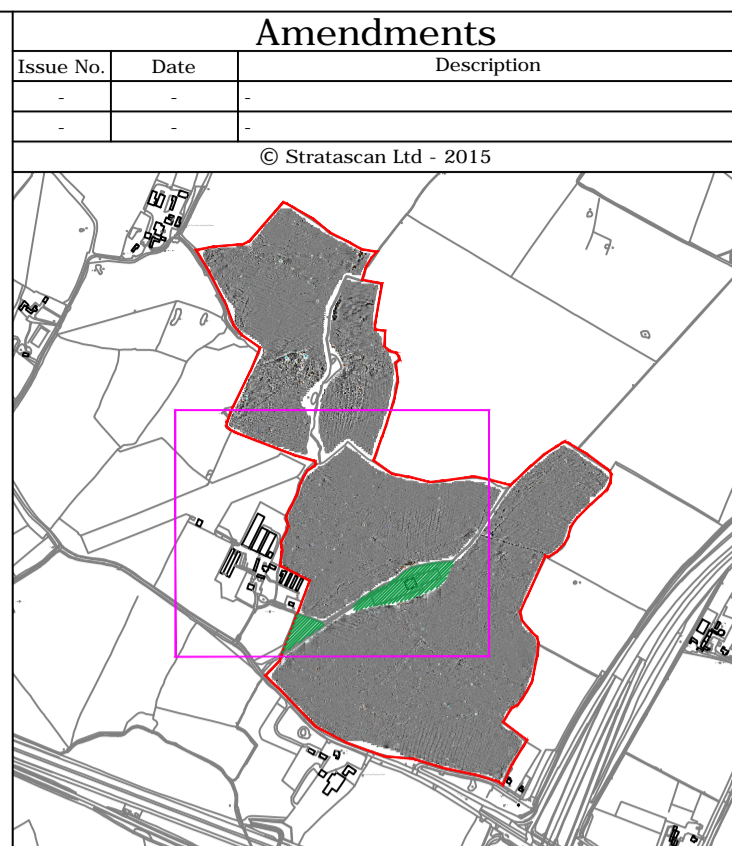 Amendments
Issue No. Date Description
- - -
- - -
© Stratascan Ltd - 2015